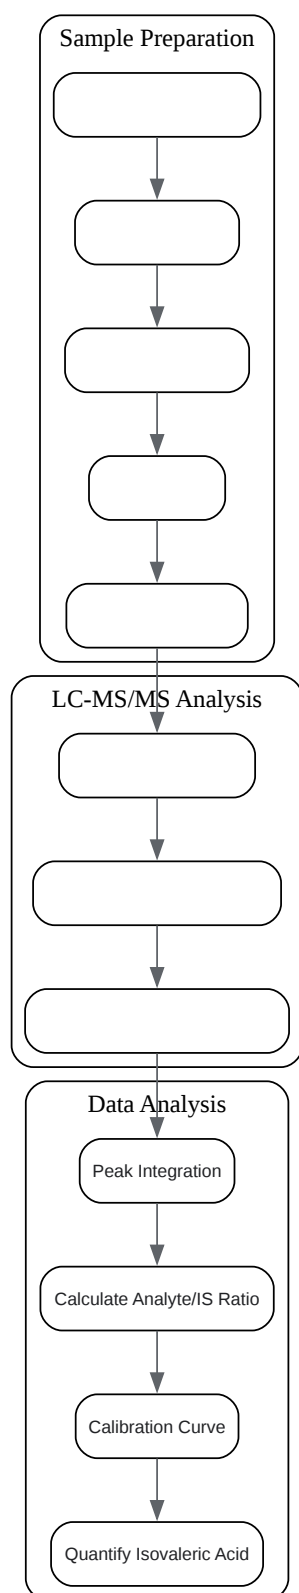 Sample Preparation
LC-MS/MS Analysis
Data Analysis
Peak Integration
Calculate Analyte/IS Ratio
Calibration Curve
Quantify Isovaleric Acid